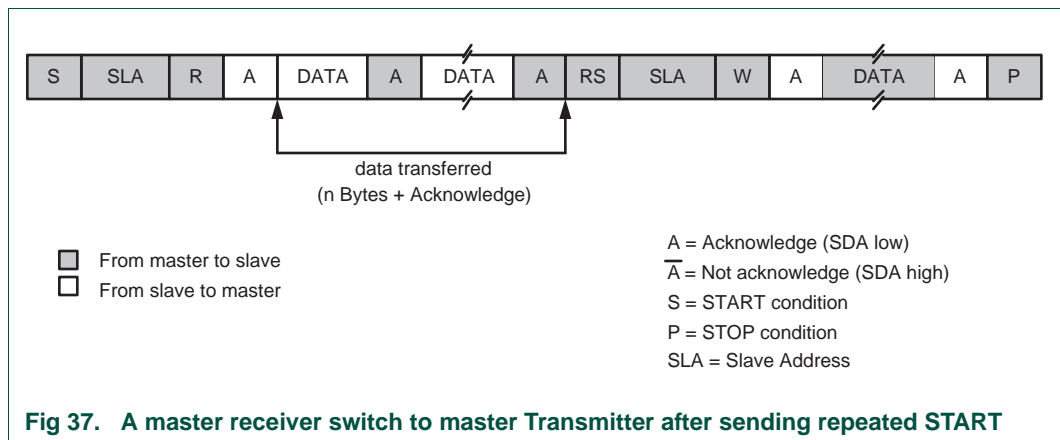 S SLA R A DATA A DATA A RS SLA W A DATA A P
data transferred
(n Bytes + Acknowledge)
From master to slave
From slave to master
A = Acknowledge (SDA low)
A̅ = Not acknowledge (SDA high)
S = START condition
P = STOP condition
SLA = Slave Address
Fig 37. A master receiver switch to master Transmitter after sending repeated START